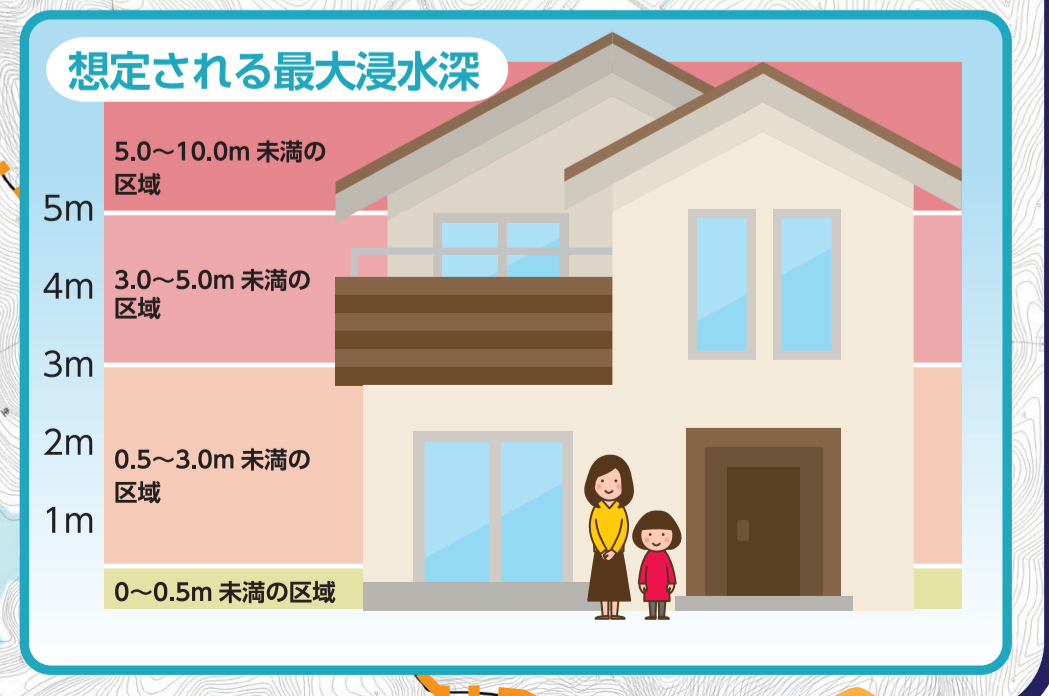 想定される最大浸水深
5.0～10.0m 未満の
区域
5m
4m
3.0～5.0m 未満の
区域
3m
2m
0.5～3.0m 未満の
区域
1m
0～0.5m 未満の区域